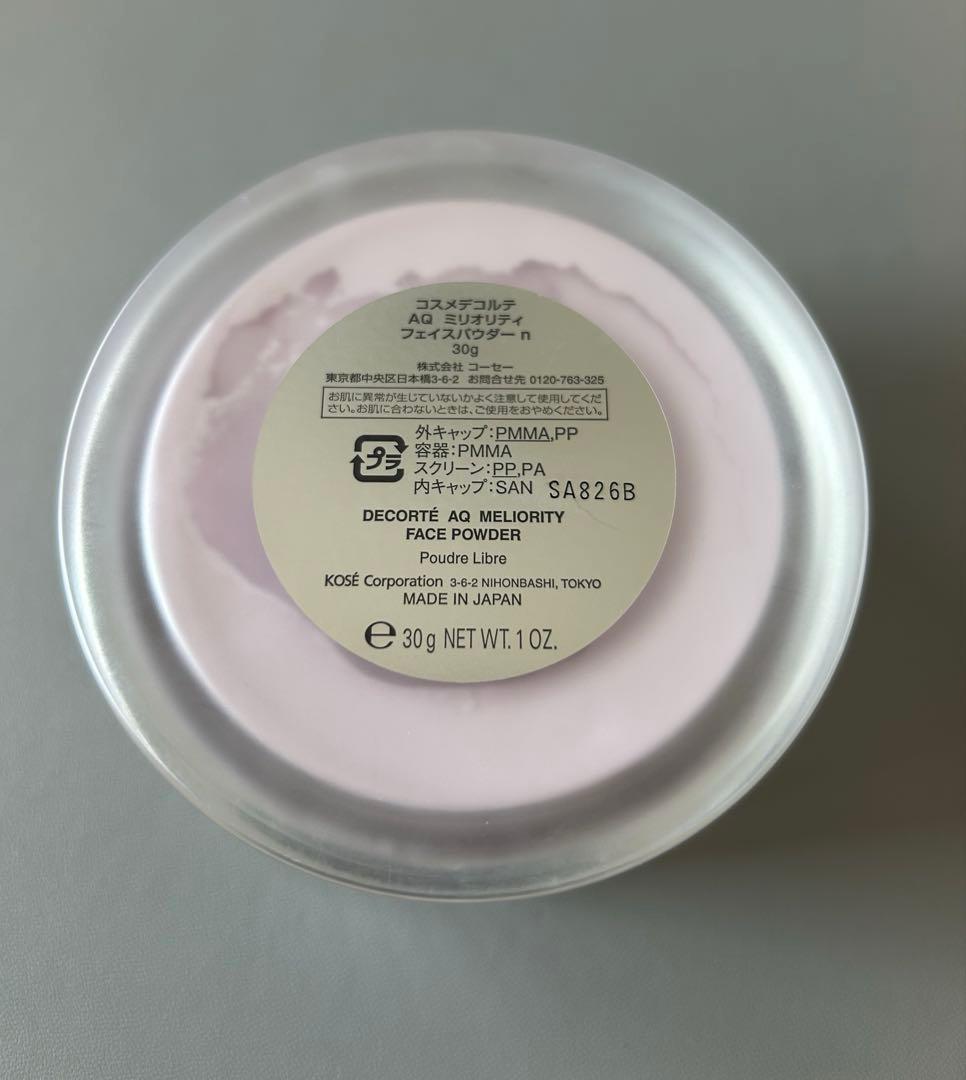 コスメデコルテ
AQ ミリオリティ
フェイスパウダー n
30g
株式会社 コーセー
東京都中央区日本橋3-6-2 お問合せ先 0120-763-325
お肌に異常が生じていないかよく注意して使用してくだ
さい。お肌に合わないときは、ご使用をおやめください。
プラ
外キャップ:PMMA,PP
容器:PMMA
スクリーン:PP,PA
内キャップ:SAN SA826B
DECORTÉ AQ MELIORITY
FACE POWDER
Poudre Libre
KOSÉ Corporation 3-6-2 NIHONBASHI, TOKYO
MADE IN JAPAN
℮ 30g NET WT. 1 OZ.